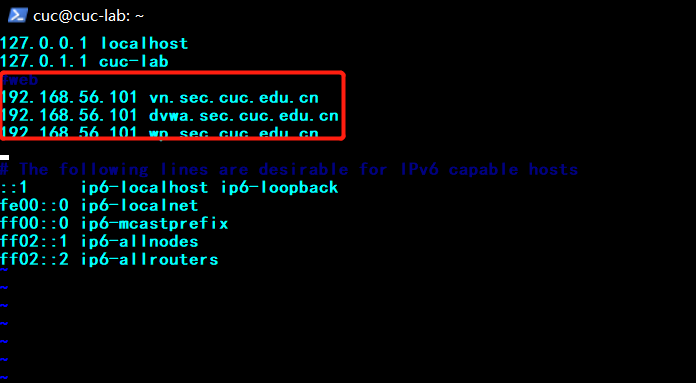 cuc@cuc-lab: ~
127.0.0.1 localhost
127.0.1.1 cuc-lab
#web
192.168.56.101 vn.sec.cuc.edu.cn
192.168.56.101 dvwa.sec.cuc.edu.cn
192.168.56.101 wp.sec.cuc.edu.cn
# The following lines are desirable for IPv6 capable hosts
::1     ip6-localhost ip6-loopback
fe00::0 ip6-localnet
ff00::0 ip6-mcastprefix
ff02::1 ip6-allnodes
ff02::2 ip6-allrouters
~
~
~
~
~
~
~